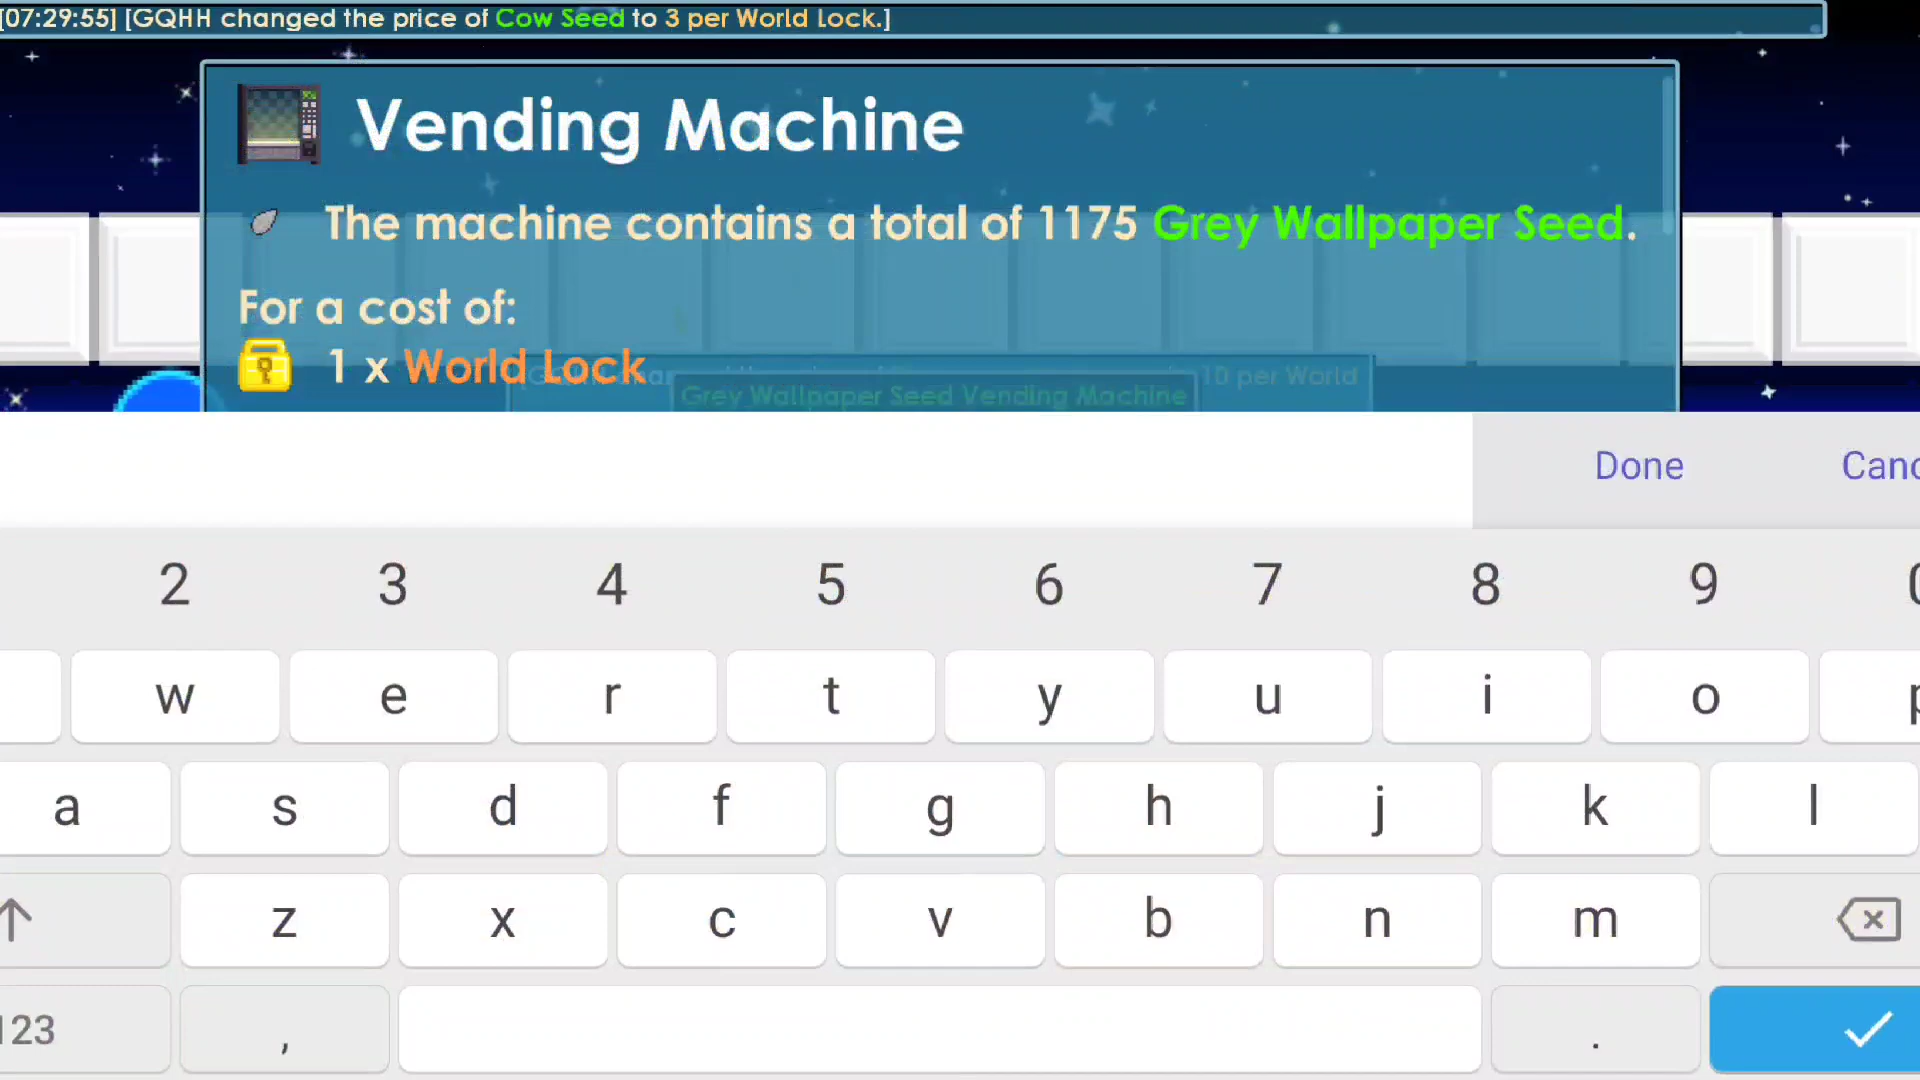 [07:29:55] [GQHH changed the price of Cow Seed to 3 per World Lock.]
Vending Machine
The machine contains a total of 1175 Grey Wallpaper Seed.
For a cost of:
1 x World Lock
10 per World
Grey Wallpaper Seed Vending Machine
Done
2 3 4 5 6 7 8 9
w e r t y u i o p
a s d f g h j k l
z x c v b n m
123 , .